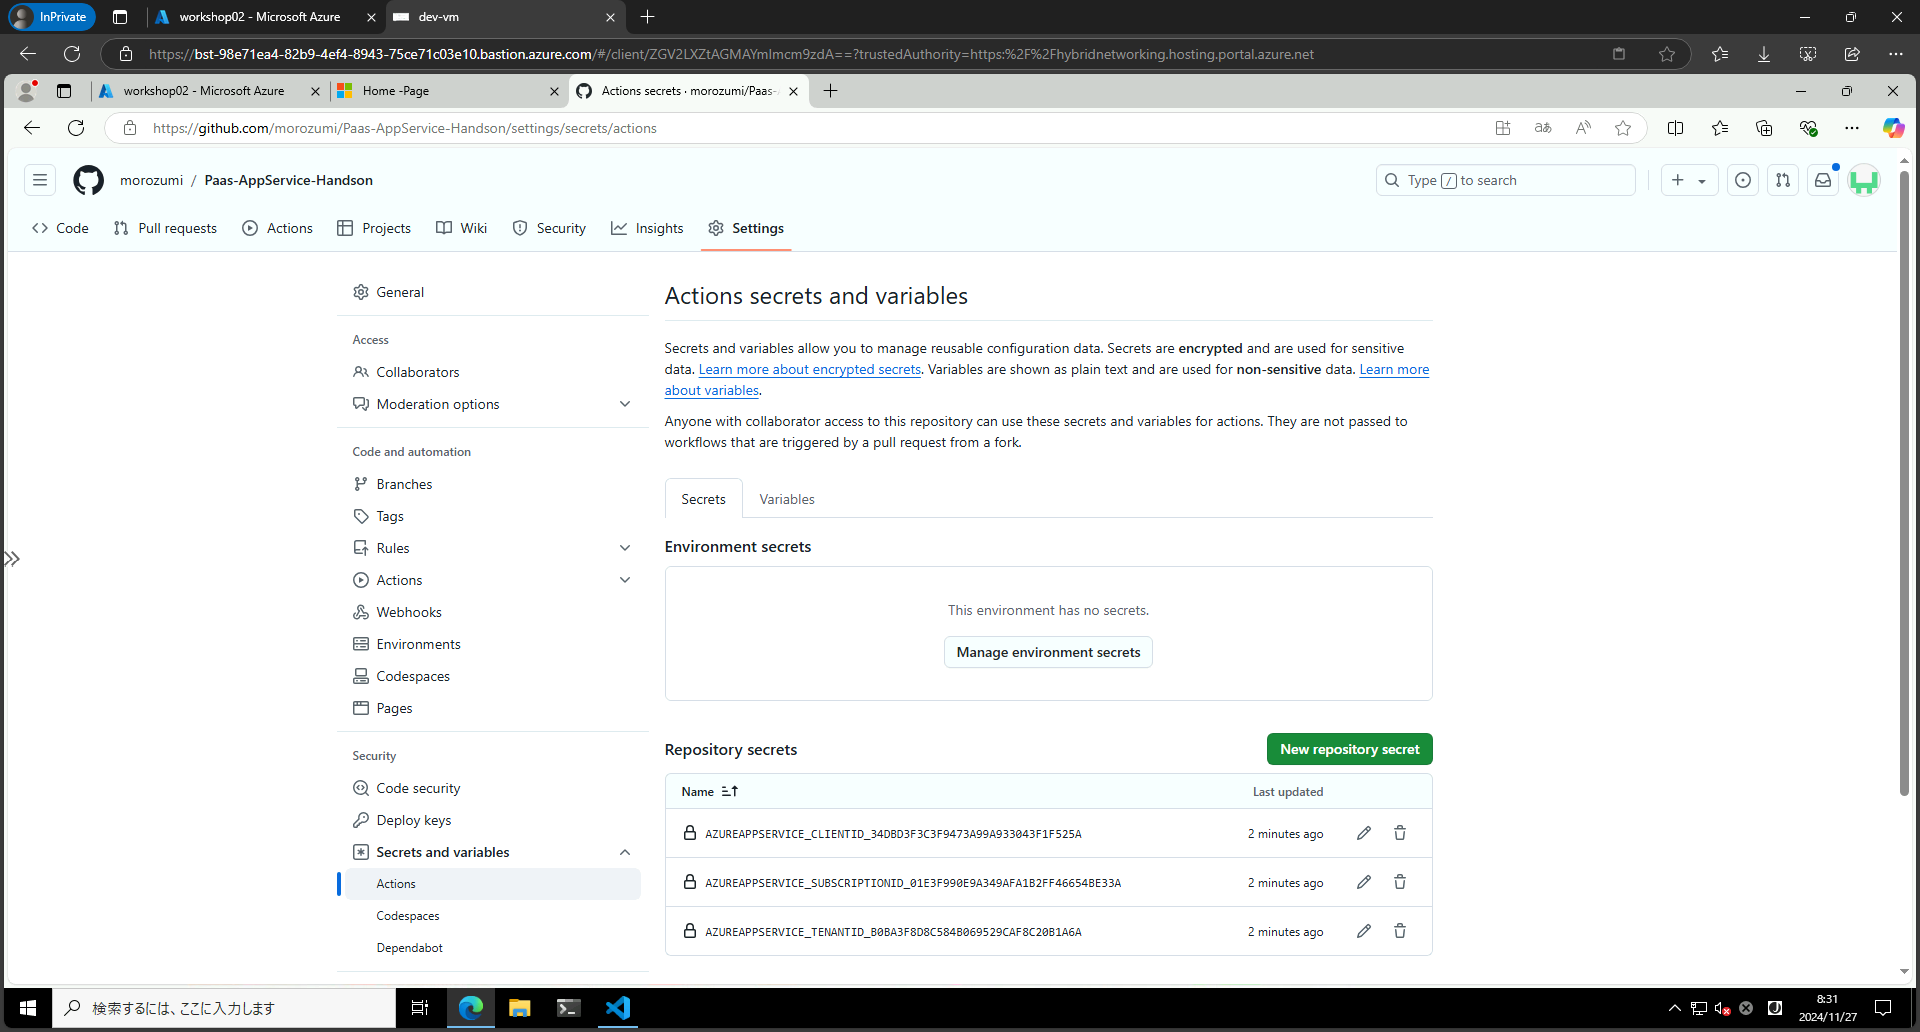 InPrivate
workshop02 - Microsoft Azure
dev-vm
https://bst-98e71ea4-82b9-4ef4-8943-75ce71c03e10.bastion.azure.com/#/client/ZGV2LXZtAGMAYmlmcm9zdA==?trustedAuthority=https:%2F%2Fhybridnetworking.hosting.portal.azure.net
workshop02 - Microsoft Azure
Home -Page
Actions secrets · morozumi/Paas-
https://github.com/morozumi/Paas-AppService-Handson/settings/secrets/actions
morozumi / Paas-AppService-Handson
Type / to search
Code
Pull requests
Actions
Projects
Wiki
Security
Insights
Settings
General
Access
Collaborators
Moderation options
Code and automation
Branches
Tags
Rules
Actions
Webhooks
Environments
Codespaces
Pages
Security
Code security
Deploy keys
Secrets and variables
Actions
Codespaces
Dependabot
Actions secrets and variables
Secrets and variables allow you to manage reusable configuration data. Secrets are encrypted and are used for sensitive
data. Learn more about encrypted secrets. Variables are shown as plain text and are used for non-sensitive data. Learn more
about variables.
Anyone with collaborator access to this repository can use these secrets and variables for actions. They are not passed to
workflows that are triggered by a pull request from a fork.
Secrets
Variables
Environment secrets
This environment has no secrets.
Manage environment secrets
Repository secrets
New repository secret
Name
Last updated
AZUREAPPSERVICE_CLIENTID_34DBD3F3C3F9473A99A933043F1F525A
2 minutes ago
AZUREAPPSERVICE_SUBSCRIPTIONID_01E3F990E9A349AFA1B2FF46654BE33A
2 minutes ago
AZUREAPPSERVICE_TENANTID_B0BA3F8D8C584B069529CAF8C20B1A6A
2 minutes ago
検索するには、ここに入力します
8:31
2024/11/27